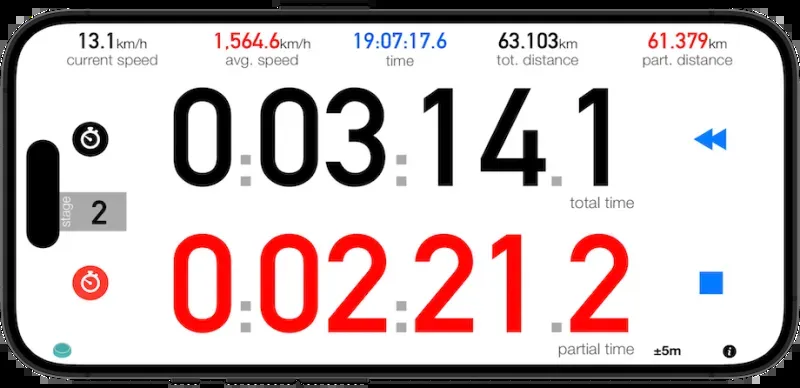 13.1km/h 1,564.6km/h 19:07:17.6 63.103km 61.379km
current speed avg. speed time tot. distance part. distance
0:03:14.1
total time
stage 2
0:02:21.2
partial time ±5m i